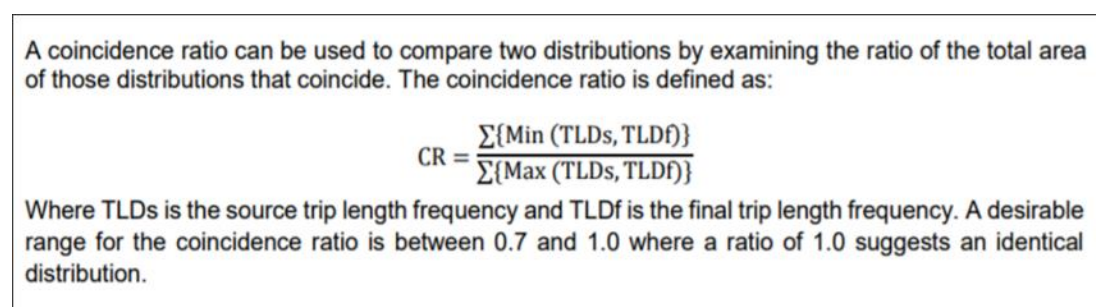 A coincidence ratio can be used to compare two distributions by examining the ratio of the total area
of those distributions that coincide. The coincidence ratio is defined as:
CR = ∑{Min (TLDs, TLDf)} / ∑{Max (TLDs, TLDf)}
Where TLDs is the source trip length frequency and TLDf is the final trip length frequency. A desirable
range for the coincidence ratio is between 0.7 and 1.0 where a ratio of 1.0 suggests an identical
distribution.